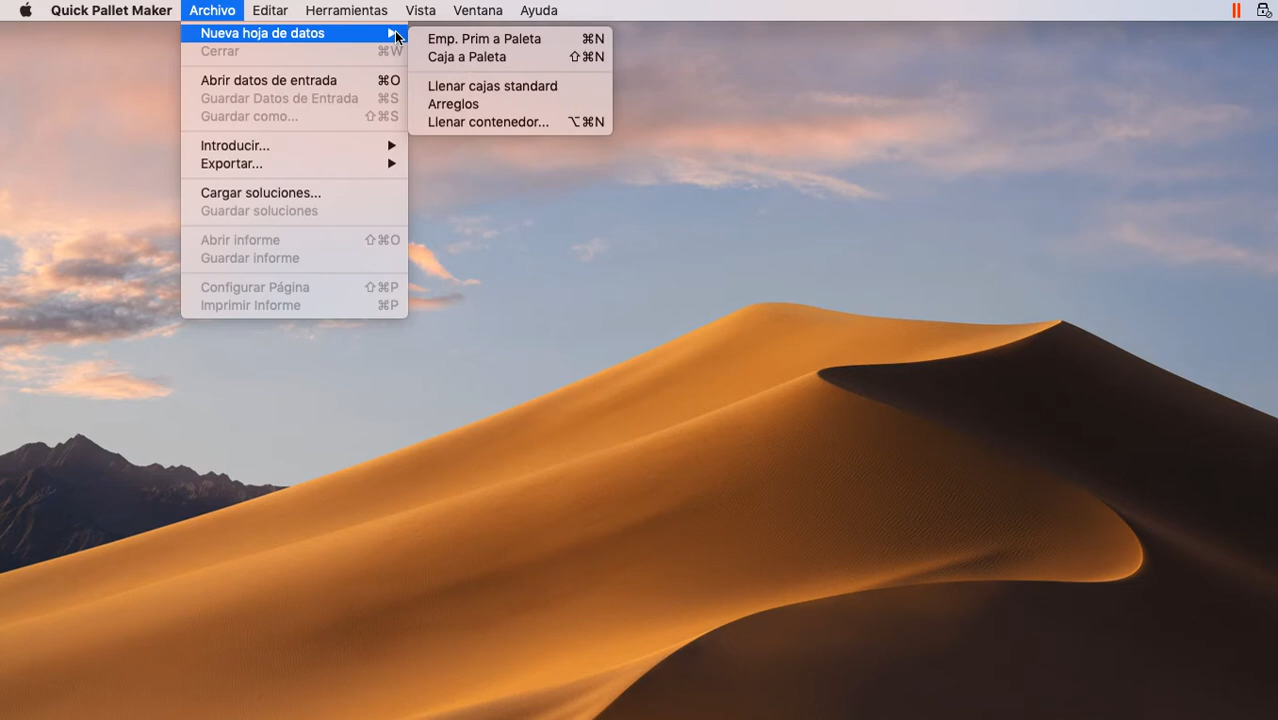 Quick Pallet Maker Archivo Editar Herramientas Vista Ventana Ayuda
Nueva hoja de datos
Cerrar ⌘W
Abrir datos de entrada ⌘O
Guardar Datos de Entrada ⌘S
Guardar como... ⇧⌘S
Introducir...
Exportar...
Cargar soluciones...
Guardar soluciones
Abrir informe ⇧⌘O
Guardar informe
Configurar Página ⇧⌘P
Imprimir Informe ⌘P
Emp. Prim a Paleta ⌘N
Caja a Paleta ⇧⌘N
Llenar cajas standard
Arreglos
Llenar contenedor... ⌥⌘N